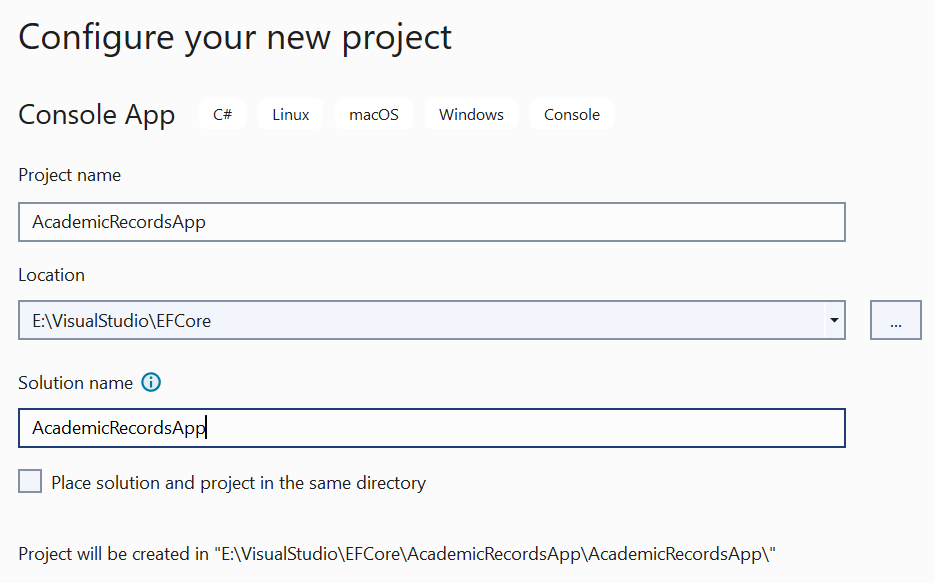 Configure your new project
Console App C# Linux macOS Windows Console
Project name
AcademicRecordsApp
Location
E:\VisualStudio\EFCore
...
Solution name
AcademicRecordsApp
Place solution and project in the same directory
Project will be created in "E:\VisualStudio\EFCore\AcademicRecordsApp\AcademicRecordsApp\"